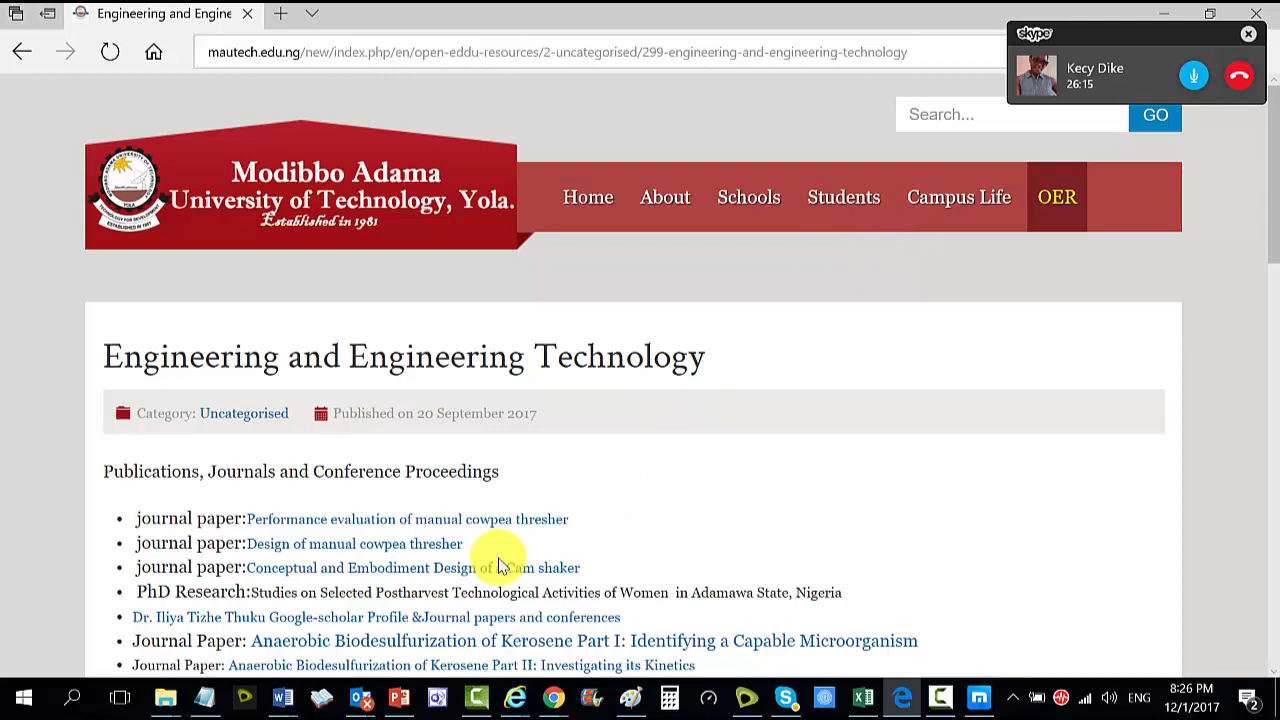 Engineering and Engine
mautech.edu.ng/new/index.php/en/open-eddu-resources/2-uncategorised/299-engineering-and-engineering-technology
skype
Kecy Dike
26:15
Search...
GO
Modibbo Adama
University of Technology, Yola.
Established in 1981
Home
About
Schools
Students
Campus Life
OER
Engineering and Engineering Technology
Category: Uncategorised
Published on 20 September 2017
Publications, Journals and Conference Proceedings
• journal paper:Performance evaluation of manual cowpea thresher
• journal paper:Design of manual cowpea thresher
• journal paper:Conceptual and Embodiment Design of Cam shaker
• PhD Research:Studies on Selected Postharvest Technological Activities of Women in Adamawa State, Nigeria
• Dr. Iliya Tizhe Thuku Google-scholar Profile &Journal papers and conferences
• Journal Paper: Anaerobic Biodesulfurization of Kerosene Part I: Identifying a Capable Microorganism
• Journal Paper: Anaerobic Biodesulfurization of Kerosene Part II: Investigating its Kinetics
ENG
8:26 PM
12/1/2017
2